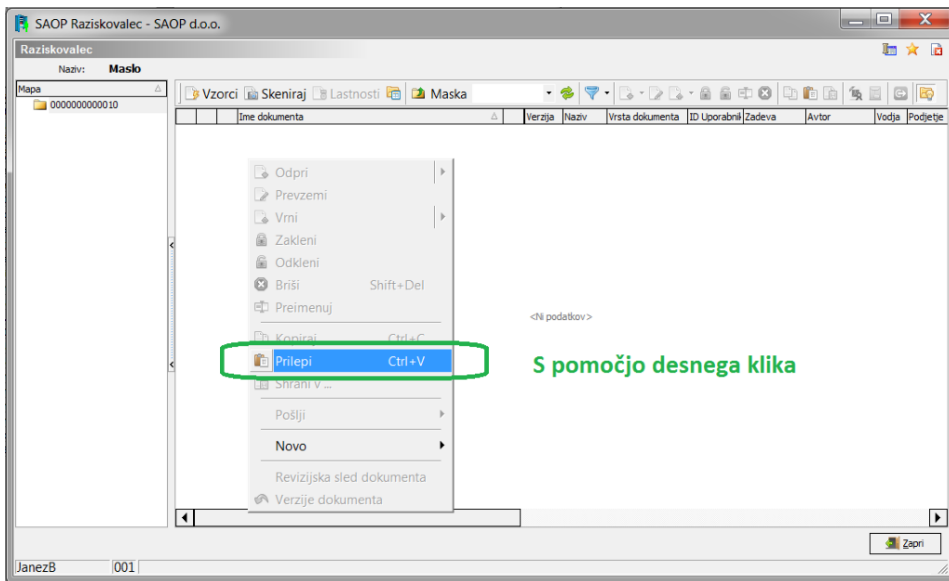 SAOP Raziskovalec - SAOP d.o.o.
Raziskovalec
Naziv: Maslo
Mapa
0000000000010
Vzorci Skeniraj Lastnosti Maska
Ime dokumenta Verzija Naziv Vrsta dokumenta ID Uporabnik Zadeva Avtor Vodja Podjetje
Odpri
Prevzemi
Vrni
Zakleni
Odkleni
Briši Shift+Del
Preimenuj
<Ni podatkov>
Kopiraj Ctrl+C
Prilepi Ctrl+V
S pomočjo desnega klika
Shrani v ...
Pošlji
Novo
Revizijska sled dokumenta
Verzije dokumenta
Zapri
JanezB 001